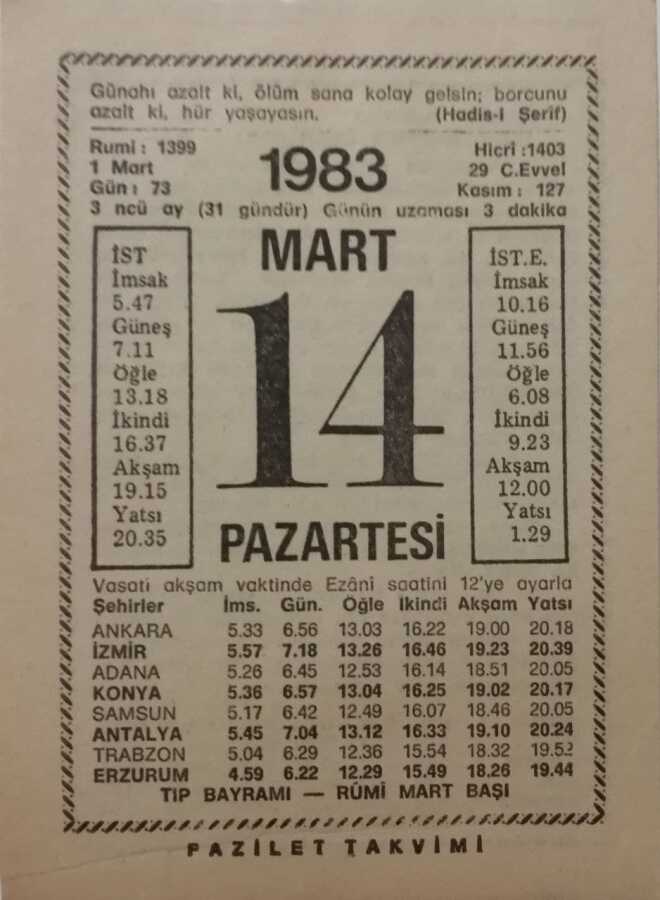 Günahı azalt ki, ölüm sana kolay gelsin; borcunu
azalt ki, hür yaşayasın. (Hadis-i Şerif)
Rumi : 1399
1 Mart
Gün : 73
1983
Hicri :1403
29 C.Evvel
Kasım : 127
3 ncü ay (31 gündür) Günün uzaması 3 dakika
İST
İmsak
5.47
Güneş
7.11
Öğle
13.18
İkindi
16.37
Akşam
19.15
Yatsı
20.35
MART
14
PAZARTESİ
İST.E.
İmsak
10.16
Güneş
11.56
Öğle
6.08
İkindi
9.23
Akşam
12.00
Yatsı
1.29
Vasati akşam vaktinde Ezânî saatini 12'ye ayarla
Şehirler İms. Gün. Öğle Ikindi Akşam Yatsı
ANKARA 5.33 6.56 13.03 16.22 19.00 20.18
İZMİR 5.57 7.18 13.26 16.46 19.23 20.39
ADANA 5.26 6.45 12.53 16.14 18.51 20.05
KONYA 5.36 6.57 13.04 16.25 19.02 20.17
SAMSUN 5.17 6.42 12.49 16.07 18.46 20.05
ANTALYA 5.45 7.04 13.12 16.33 19.10 20.24
TRABZON 5.04 6.29 12.36 15.54 18.32 19.52
ERZURUM 4.59 6.22 12.29 15.49 18.26 19.44
TIP BAYRAMI — RÛMÎ MART BAŞI
FAZİLET TAKVİMİ